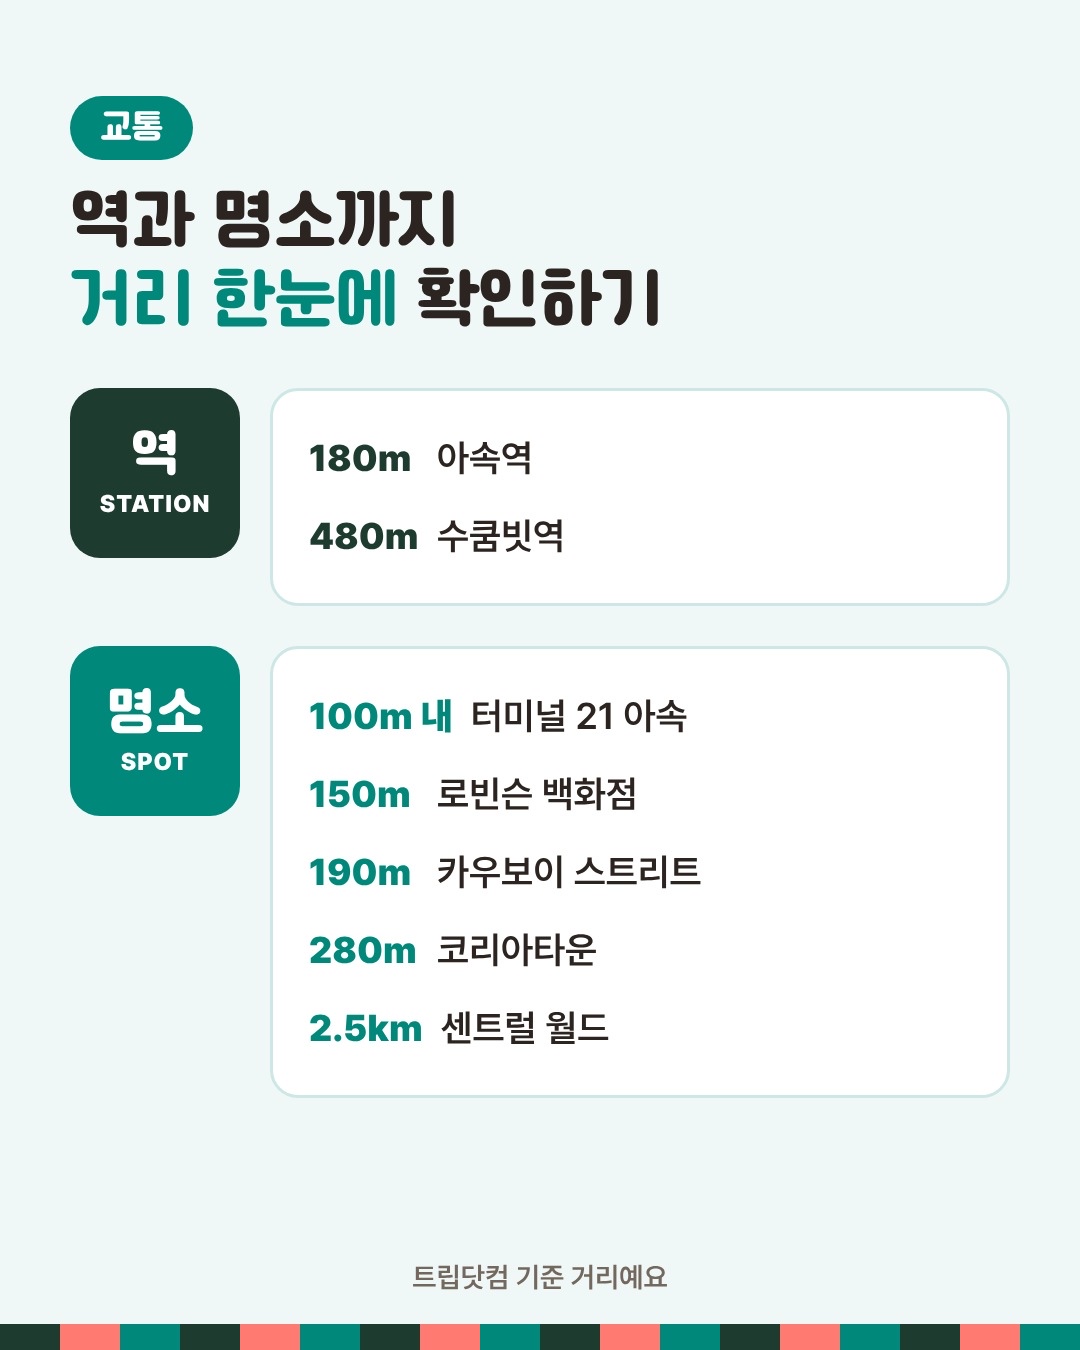 교통
역과 명소까지
거리 한눈에 확인하기
역
STATION
180m 아속역
480m 수쿰빗역
명소
SPOT
100m 내 터미널 21 아속
150m 로빈슨 백화점
190m 카우보이 스트리트
280m 코리아타운
2.5km 센트럴 월드
트립닷컴 기준 거리예요